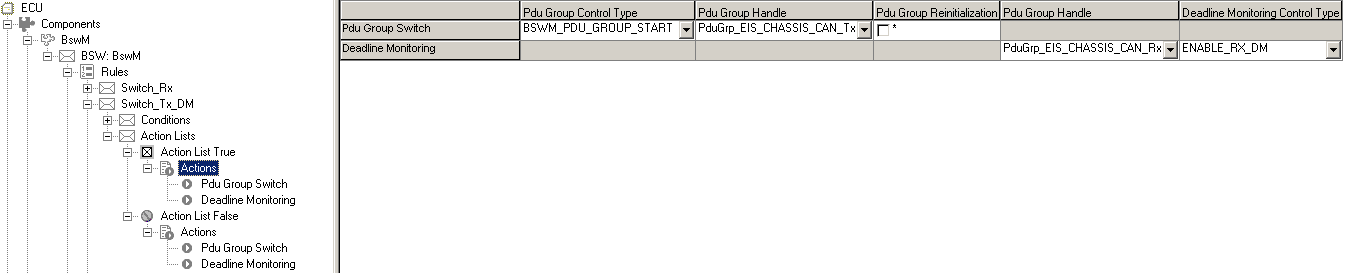 ECU
Components
BswM
BSW: BswM
Rules
Switch_Rx
Switch_Tx_DM
Conditions
Action Lists
Action List True
Actions
Pdu Group Switch
Deadline Monitoring
Action List False
Actions
Pdu Group Switch
Deadline Monitoring
Pdu Group Control Type Pdu Group Handle Pdu Group Reinitialization Pdu Group Handle Deadline Monitoring Control Type
Pdu Group Switch BSWM_PDU_GROUP_START PduGrp_EIS_CHASSIS_CAN_Tx *
Deadline Monitoring PduGrp_EIS_CHASSIS_CAN_Rx ENABLE_RX_DM